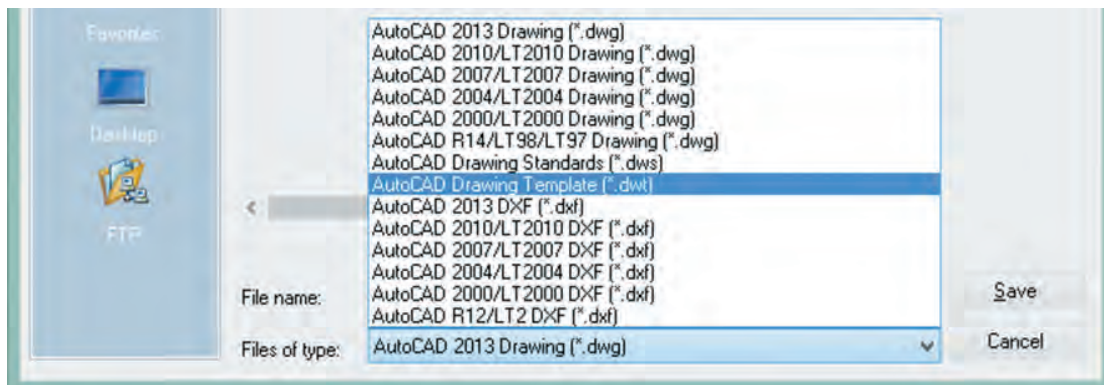 Favorites
Desktop
FTP
<
AutoCAD 2013 Drawing (*.dwg)
AutoCAD 2010/LT2010 Drawing (*.dwg)
AutoCAD 2007/LT2007 Drawing (*.dwg)
AutoCAD 2004/LT2004 Drawing (*.dwg)
AutoCAD 2000/LT2000 Drawing (*.dwg)
AutoCAD R14/LT98/LT97 Drawing (*.dwg)
AutoCAD Drawing Standards (*.dws)
AutoCAD Drawing Template (*.dwt)
AutoCAD 2013 DXF (*.dxf)
AutoCAD 2010/LT2010 DXF (*.dxf)
AutoCAD 2007/LT2007 DXF (*.dxf)
AutoCAD 2004/LT2004 DXF (*.dxf)
AutoCAD 2000/LT2000 DXF (*.dxf)
AutoCAD R12/LT2 DXF (*.dxf)
File name:
Save
Files of type:
AutoCAD 2013 Drawing (*.dwg)
Cancel